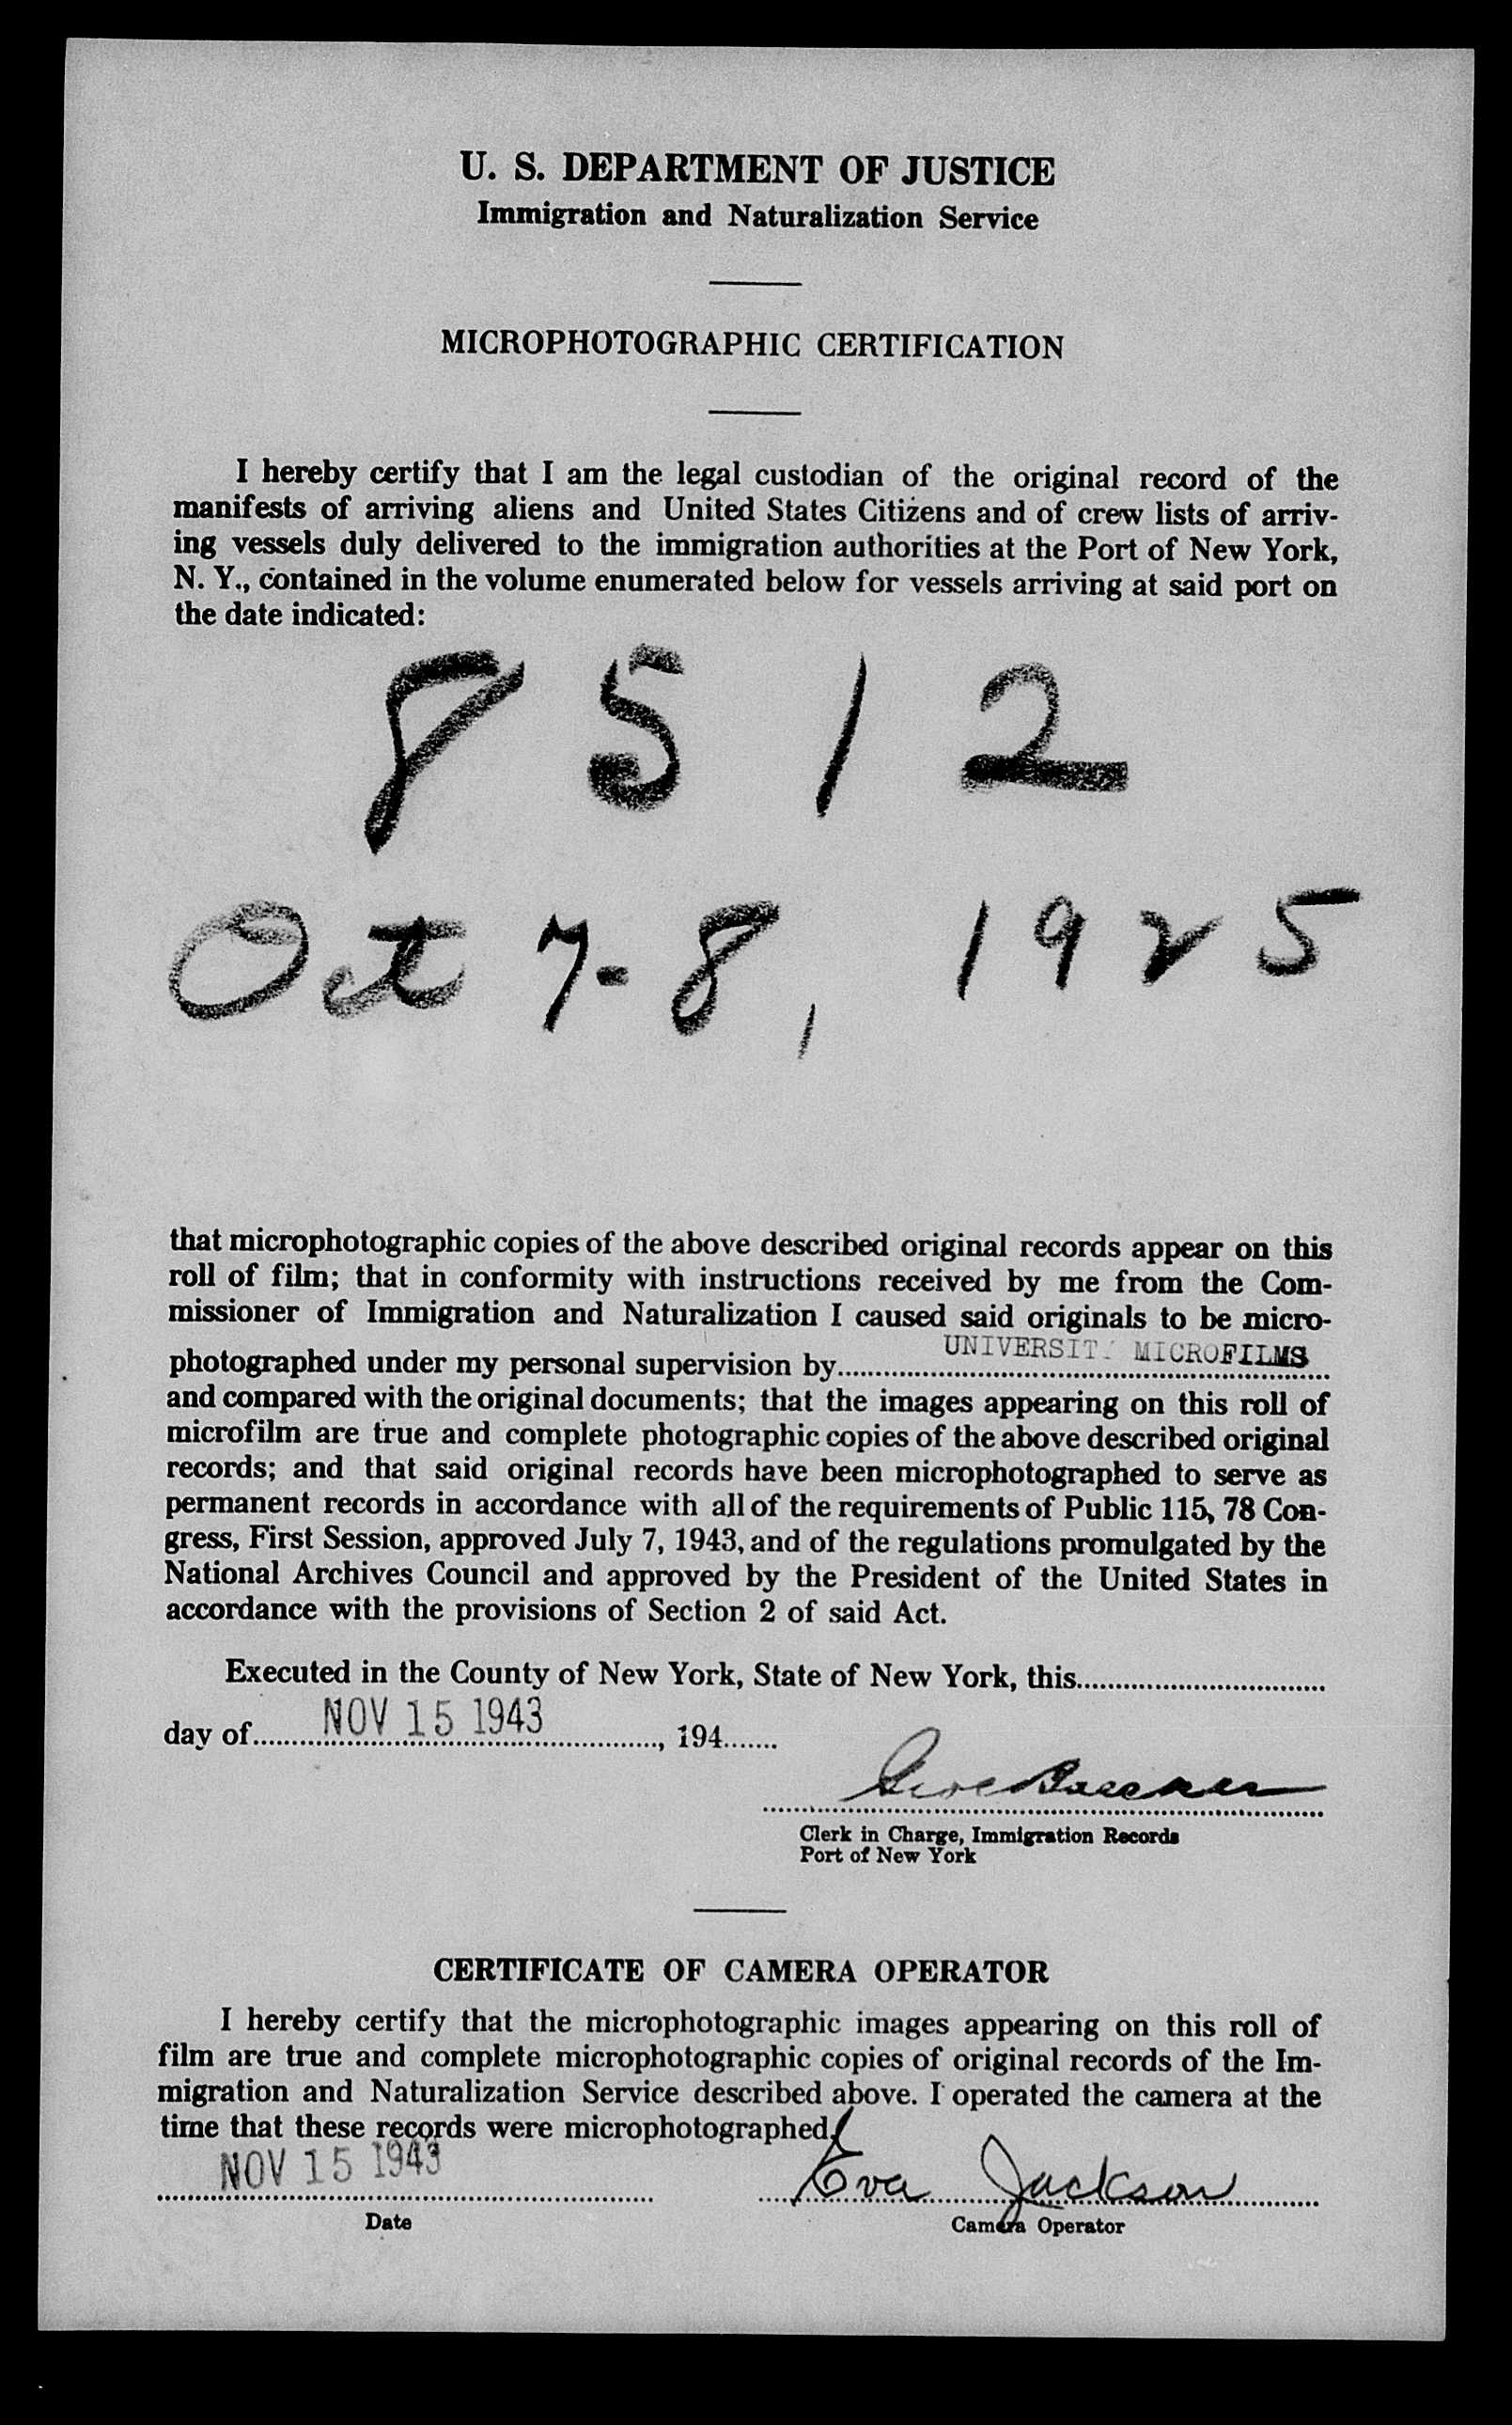 U. S. DEPARTMENT OF JUSTICE
Immigration and Naturalization Service
MICROPHOTOGRAPHIC CERTIFICATION
I hereby certify that I am the legal custodian of the original record of the
manifests of arriving aliens and United States Citizens and of crew lists of arriv-
ing vessels duly delivered to the immigration authorities at the Port of New York,
N. Y., contained in the volume enumerated below for vessels arriving at said port on
the date indicated:
8 5 1 2
Oct 7-8, 1925
that microphotographic copies of the above described original records appear on this
roll of film; that in conformity with instructions received by me from the Com-
missioner of Immigration and Naturalization I caused said originals to be micro-
photographed under my personal supervision by UNIVERSIT MICROFILMS
and compared with the original documents; that the images appearing on this roll of
microfilm are true and complete photographic copies of the above described original
records; and that said original records have been microphotographed to serve as
permanent records in accordance with all of the requirements of Public 115, 78 Con-
gress, First Session, approved July 7, 1943, and of the regulations promulgated by the
National Archives Council and approved by the President of the United States in
accordance with the provisions of Section 2 of said Act.
Executed in the County of New York, State of New York, this
day of NOV 15 1943, 194
Clerk in Charge, Immigration Records
Port of New York
CERTIFICATE OF CAMERA OPERATOR
I hereby certify that the microphotographic images appearing on this roll of
film are true and complete microphotographic copies of original records of the Im-
migration and Naturalization Service described above. I operated the camera at the
time that these records were microphotographed.
NOV 15 1943 Eva Jackson
Date Camera Operator